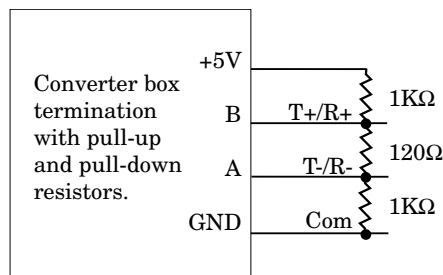 Converter box
termination
with pull-up
and pull-down
resistors.
+5V
B
A
GND
T+/R+
T-/R-
Com
1KΩ
120Ω
1KΩ